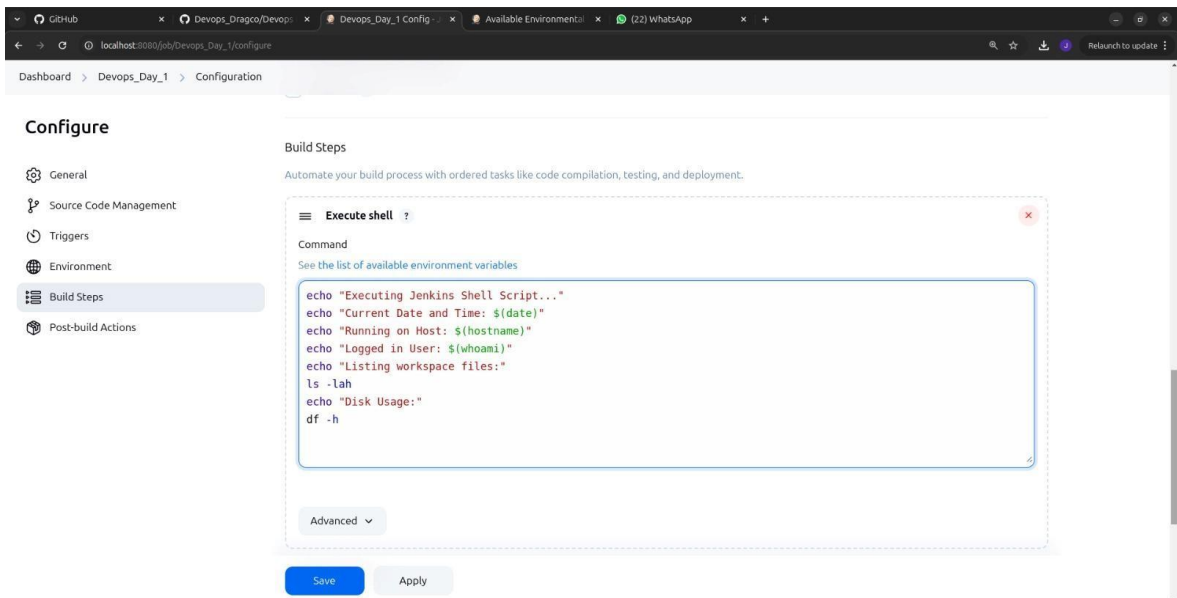 GitHub
Devops_Dragco/Devops
Devops_Day_1 Config - J
Available Environmental
(22) WhatsApp
localhost:8080/job/Devops_Day_1/configure
J
Relaunch to update
Dashboard > Devops_Day_1 > Configuration
Configure
General
Source Code Management
Triggers
Environment
Build Steps
Post-build Actions
Build Steps
Automate your build process with ordered tasks like code compilation, testing, and deployment.
Execute shell ?
Command
See the list of available environment variables
echo "Executing Jenkins Shell Script..."
echo "Current Date and Time: $(date)"
echo "Running on Host: $(hostname)"
echo "Logged in User: $(whoami)"
echo "Listing workspace files:"
ls -lah
echo "Disk Usage:"
df -h
Advanced
Save
Apply